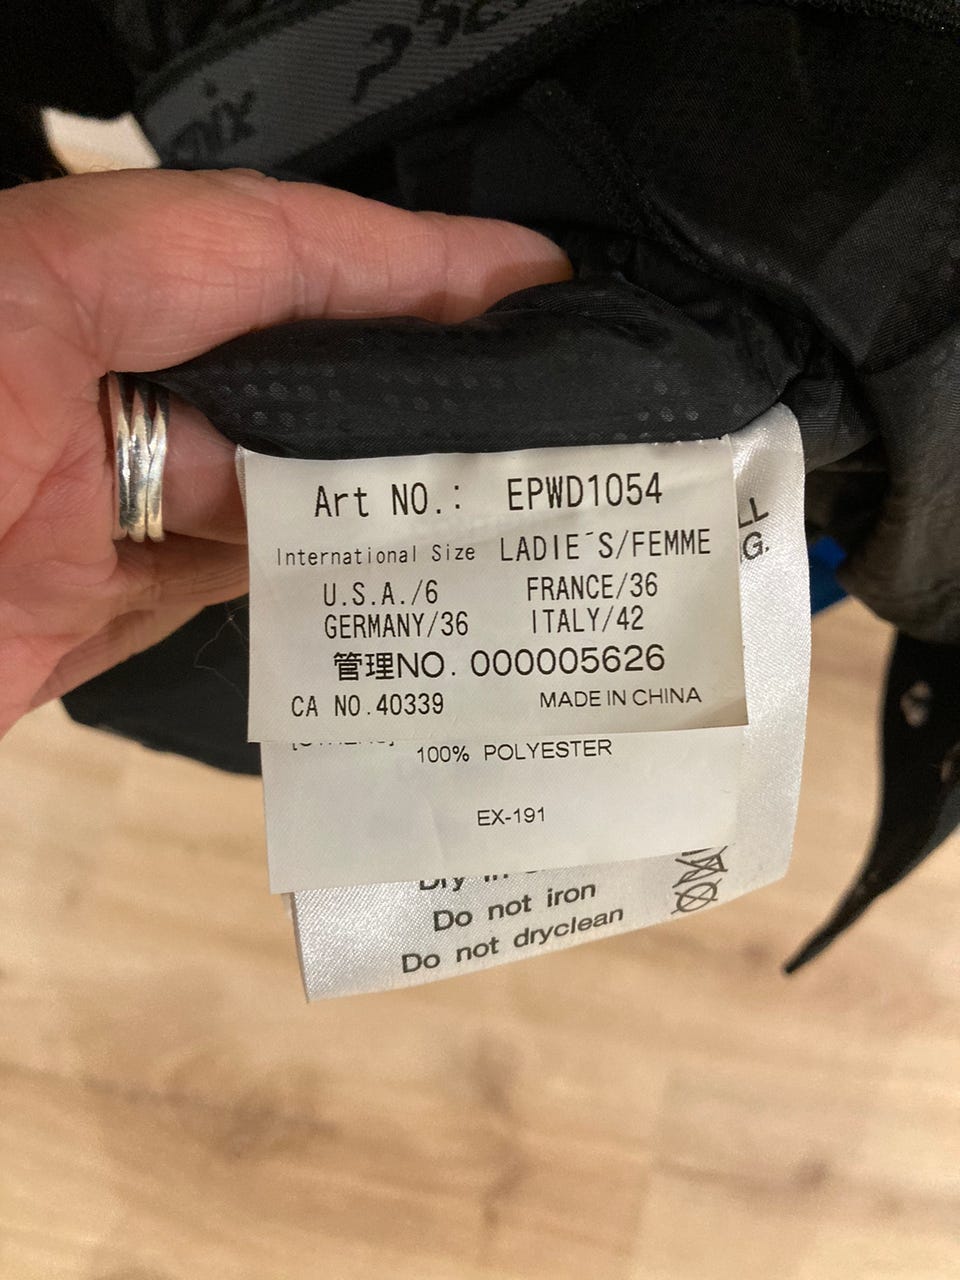 Art NO.: EPWD1054
International Size LADIE´S/FEMME
U.S.A./6 FRANCE/36
GERMANY/36 ITALY/42
管理NO. 000005626
CA NO.40339 MADE IN CHINA
100% POLYESTER
EX-191
Do not iron
Do not dryclean